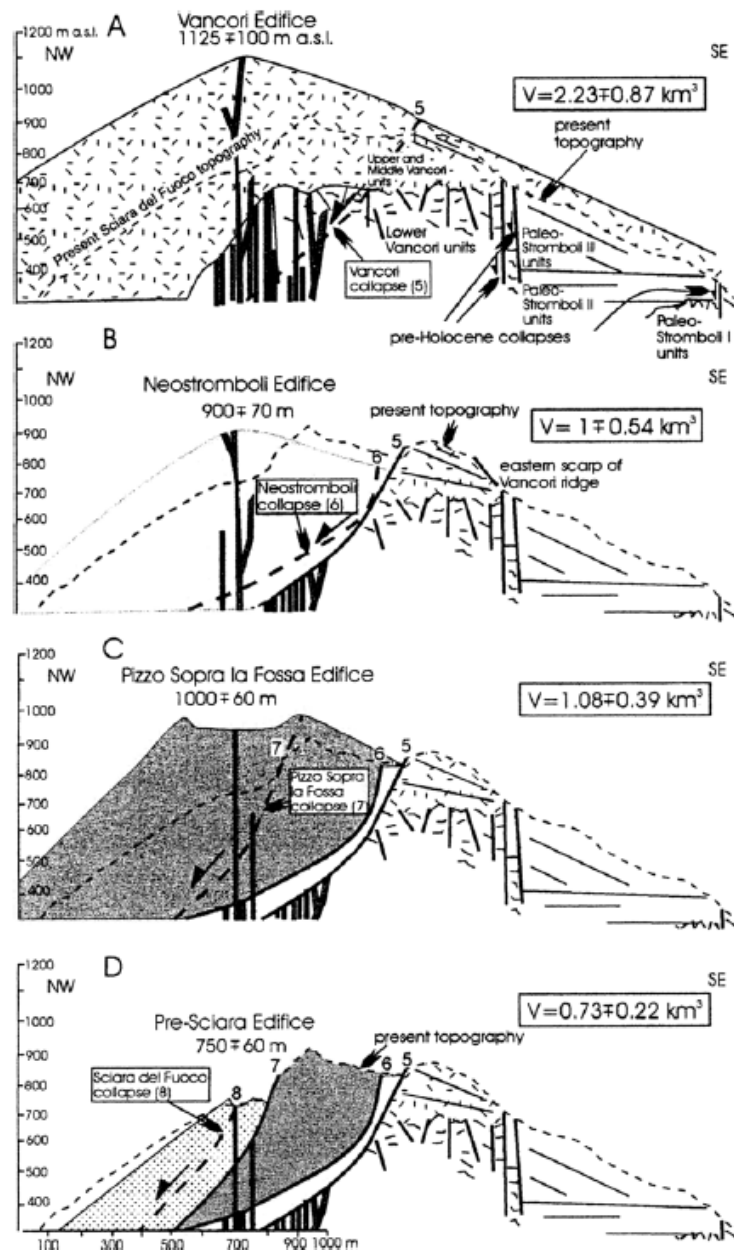 A
Vancori Edifice
1125∓100 m a.s.l.
1200 m a.s.l.
NW
SE
1000
900
800
700
600
500
400
V=2.23∓0.87 km³
5
present
topography
Present Sciara del Fuoco topography
Upper and
Middle Vancori
units
Lower
Vancori units
Vancori
collapse (5)
Paleo-
Stromboli III
units
Paleo-
Stromboli II
units
pre-Holocene collapses
Paleo-
Stromboli I
units
B
1200
NW
SE
1000
900
800
700
600
500
400
Neostromboli Edifice
900∓70 m
present topography
V=1∓0.54 km³
5
6
eastern scarp of
Vancori ridge
Neostromboli
collapse (6)
C
1200
NW
SE
1000
900
800
700
600
500
400
Pizzo Sopra la Fossa Edifice
1000∓60 m
V=1.08∓0.39 km³
7
6
5
Pizzo Sopra
la Fossa
collapse (7)
D
1200
NW
SE
1000
900
800
700
600
500
400
V=0.73∓0.22 km³
Pre-Sciara Edifice
750∓60 m
present topography
7
6
5
Sciara del Fuoco
collapse (8)
8
100
300
500
700
900
1000 m